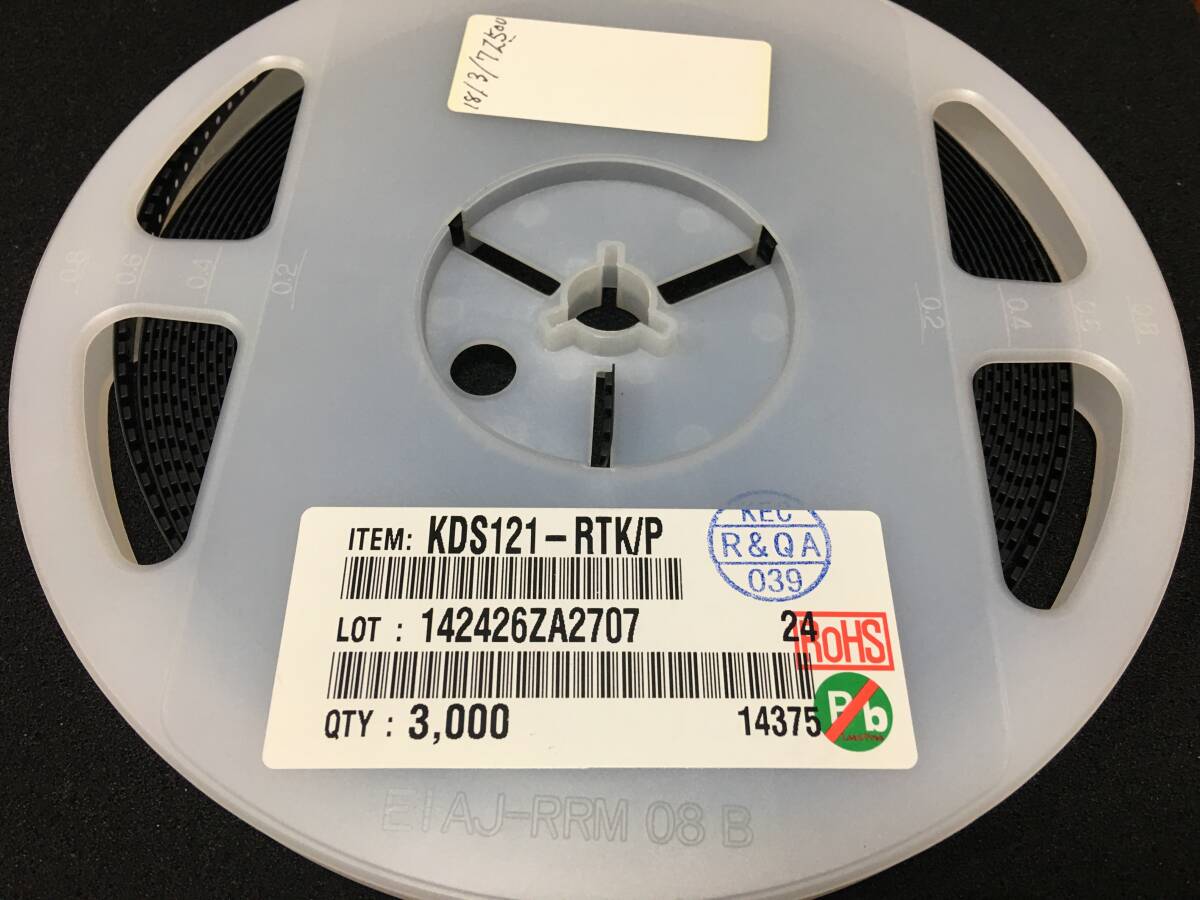 18/3/7 2500
0.8 0.6 0.4 0.2
0.2 0.4 0.6 0.8
ITEM: KDS121-RTK/P
KEC
R&QA
039
LOT : 142426ZA2707 24
RoHS
QTY : 3,000 14375
Pb
EIAJ-RRM 08 B